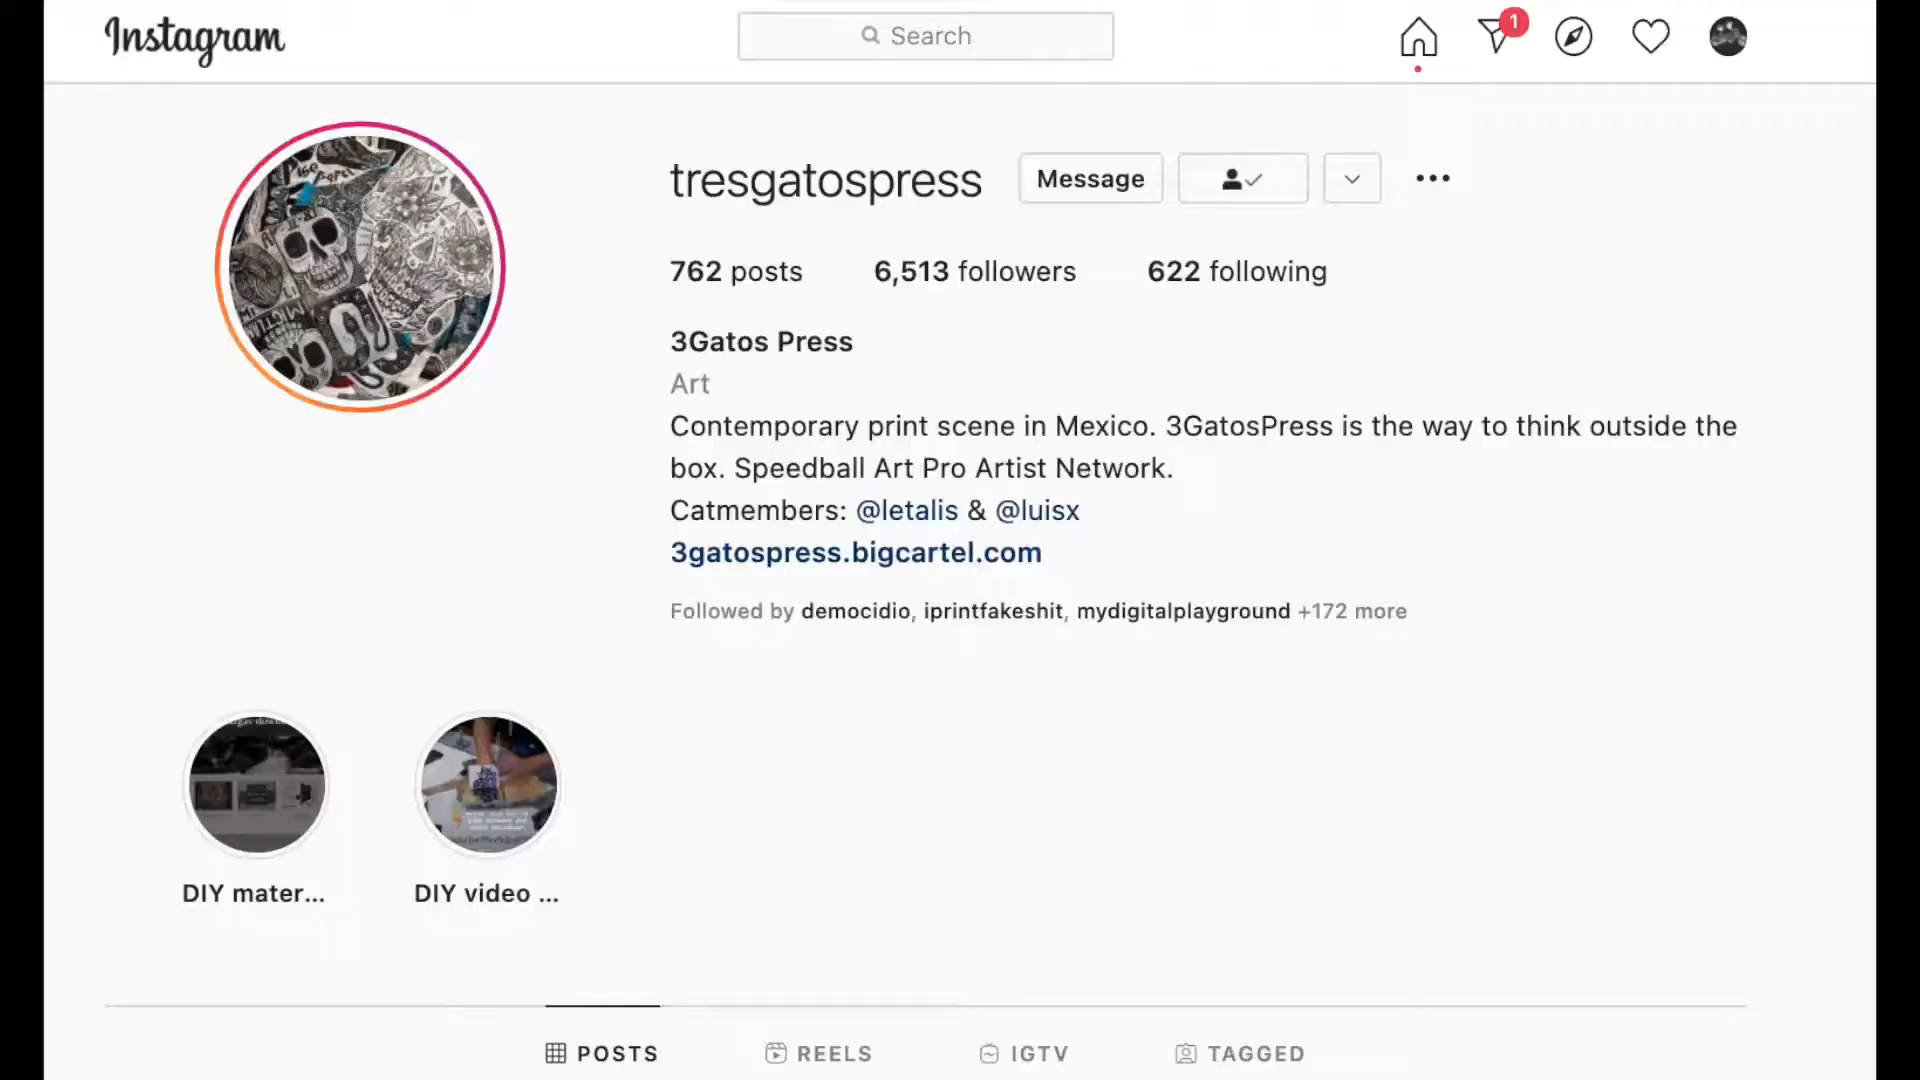 Instagram
Search
1
tresgatospress
Message
762 posts
6,513 followers
622 following
3Gatos Press
Art
Contemporary print scene in Mexico. 3GatosPress is the way to think outside the
box. Speedball Art Pro Artist Network.
Catmembers: @letalis & @luisx
3gatospress.bigcartel.com
Followed by democidio, iprintfakeshit, mydigitalplayground +172 more
DIY mater...
DIY video ...
POSTS
REELS
IGTV
TAGGED